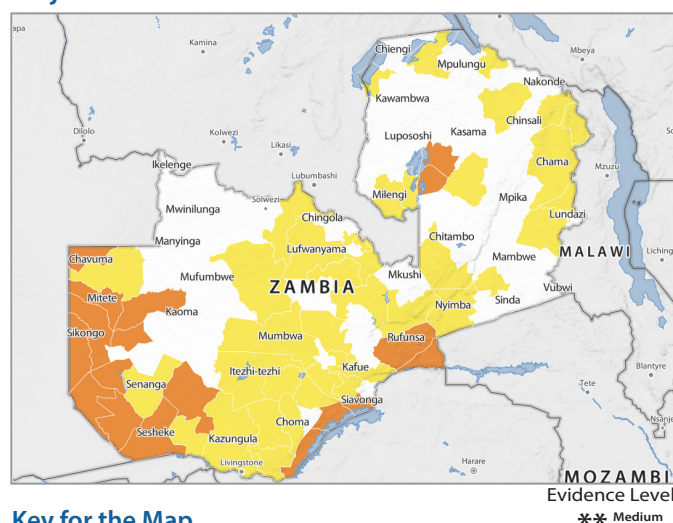 Kamina
Mbeya
Chiengi
Mpulungu
Nakonde
Kawambwa
Chinsali
Dilolo
Kolwezi
Likasi
Lupososhi
Kasama
Ikelenge
Lubumbashi
Chama
Mzuzu
Solwezi
Milengi
Mwinilunga
Chingola
Mpika
Lundazi
Manyinga
Lufwanyama
Chitambo
MALAWI
Liching
Chavuma
Mufumbwe
ZAMBIA
Mkushi
Mambwe
Mitete
Kaoma
Nyimba
Sinda
Vubwi
Sikongo
Mumbwa
Rufunsa
Itezhi-tezhi
Kafue
Blantyre
Senanga
Siavonga
Tete
Choma
Nsanje
Sesheke
Kazungula
Livingstone
Harare
MOZAMBI
Evidence Level
Key for the Map
** Medium